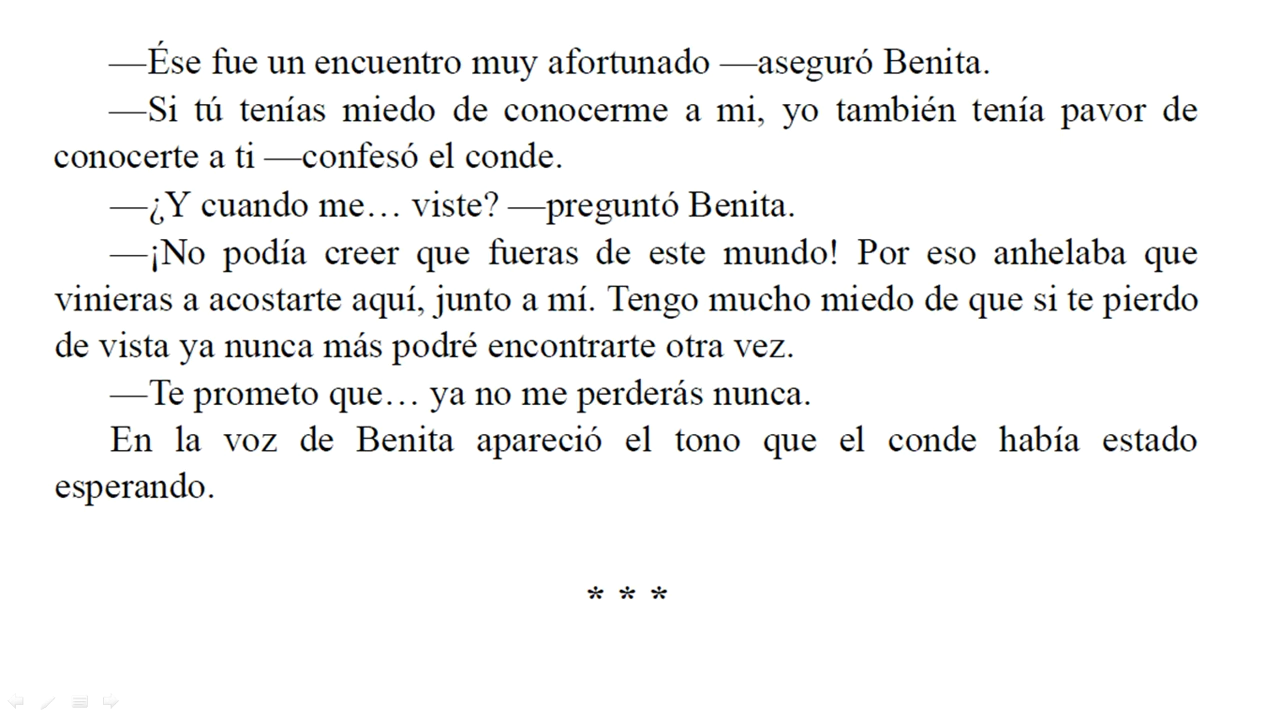 —Ése fue un encuentro muy afortunado —aseguró Benita.
—Si tú tenías miedo de conocerme a mi, yo también tenía pavor de
conocerte a ti —confesó el conde.
—¿Y cuando me… viste? —preguntó Benita.
—¡No podía creer que fueras de este mundo! Por eso anhelaba que
vinieras a acostarte aquí, junto a mí. Tengo mucho miedo de que si te pierdo
de vista ya nunca más podré encontrarte otra vez.
—Te prometo que… ya no me perderás nunca.
En la voz de Benita apareció el tono que el conde había estado
esperando.
* * *